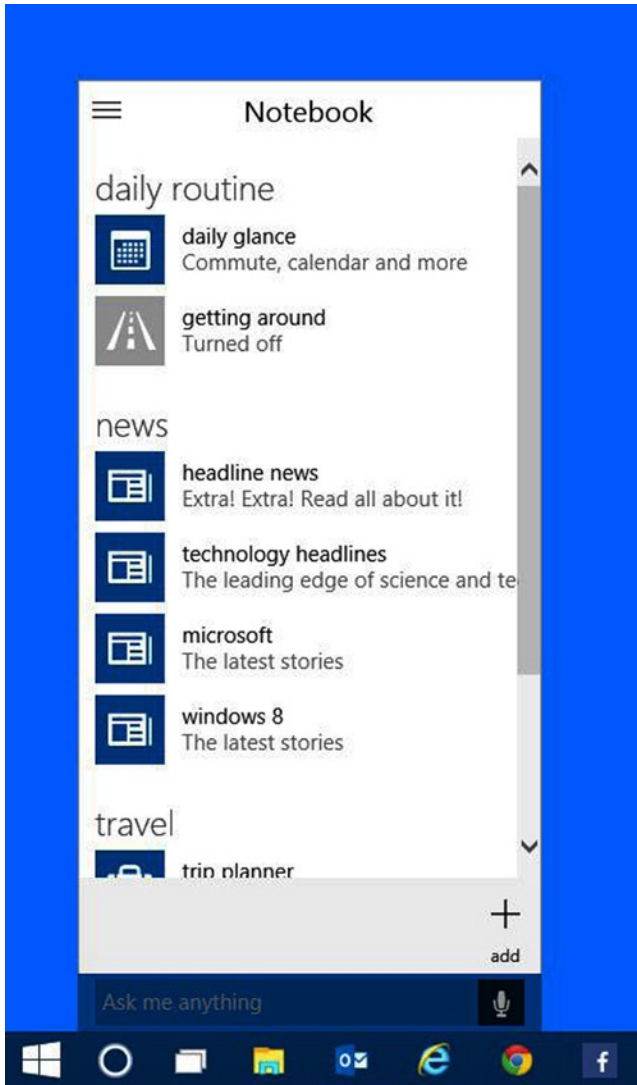 Notebook
daily routine
daily glance
Commute, calendar and more
getting around
Turned off
news
headline news
Extra! Extra! Read all about it!
technology headlines
The leading edge of science and te
microsoft
The latest stories
windows 8
The latest stories
travel
trip planner
add
Ask me anything